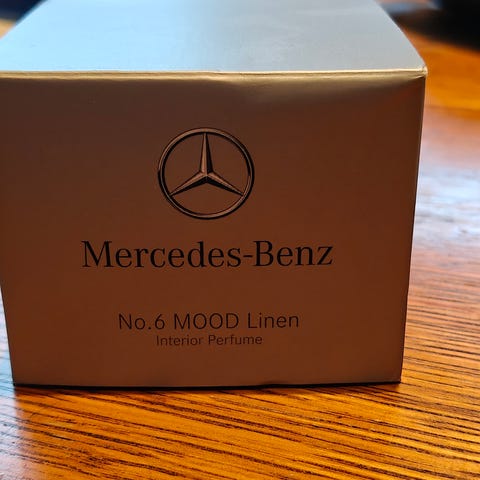 Mercedes-Benz
No.6 MOOD Linen
Interior Perfume